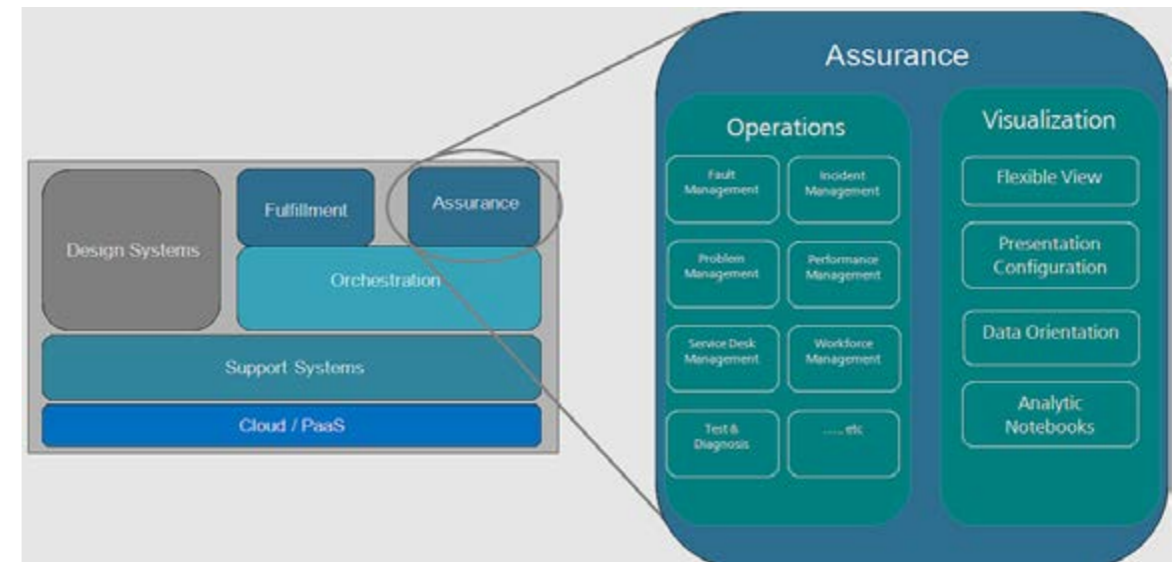 Design Systems
Fulfillment
Assurance
Orchestration
Support Systems
Cloud / PaaS
Assurance
Operations
Fault
Management
Incident
Management
Problem
Management
Performance
Management
Service Desk
Management
Workforce
Management
Test &
Diagnosis
...... etc
Visualization
Flexible View
Presentation
Configuration
Data Orientation
Analytic
Notebooks